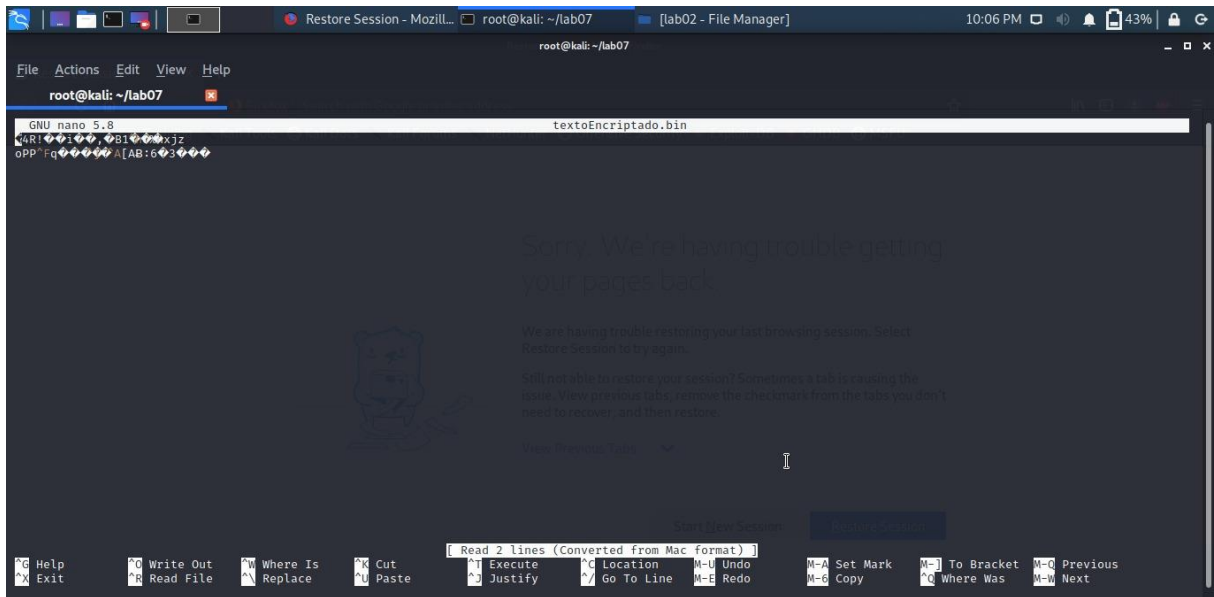 Restore Session - Mozill... root@kali: ~/lab07 [lab02 - File Manager] 10:06 PM 43%
root@kali: ~/lab07
File Actions Edit View Help
root@kali: ~/lab07
GNU nano 5.8 textoEncriptado.bin
oPP^Fq����� ^A[AB:6�3���
Sorry. We're having trouble getting
your pages back.
We are having trouble restoring your last browsing session. Select
Restore Session to try again.
Still not able to restore your session? Sometimes a tab is causing the
issue. View previous tabs, remove the checkmark from the tabs you don't
need to recover, and then restore.
View Previous Tabs
Start New Session Restore Session
[ Read 2 lines (Converted from Mac format) ]
^G Help ^O Write Out ^W Where Is ^K Cut ^T Execute ^C Location M-U Undo M-A Set Mark M-] To Bracket M-Q Previous
^X Exit ^R Read File ^\ Replace ^U Paste ^J Justify ^/ Go To Line M-E Redo M-6 Copy ^Q Where Was M-W Next